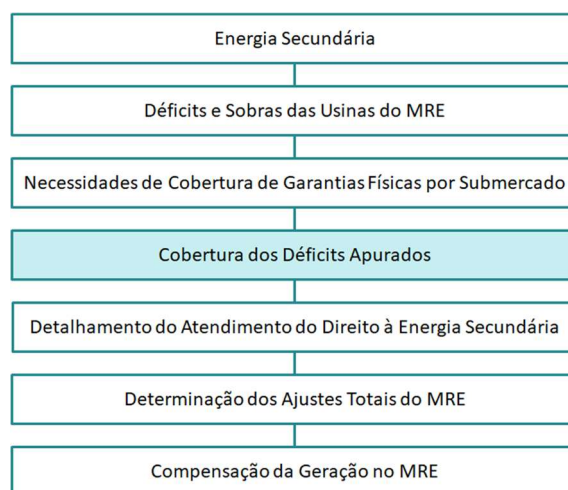 Energia Secundária
Déficits e Sobras das Usinas do MRE
Necessidades de Cobertura de Garantias Físicas por Submercado
Cobertura dos Déficits Apurados
Detalhamento do Atendimento do Direito à Energia Secundária
Determinação dos Ajustes Totais do MRE
Compensação da Geração no MRE